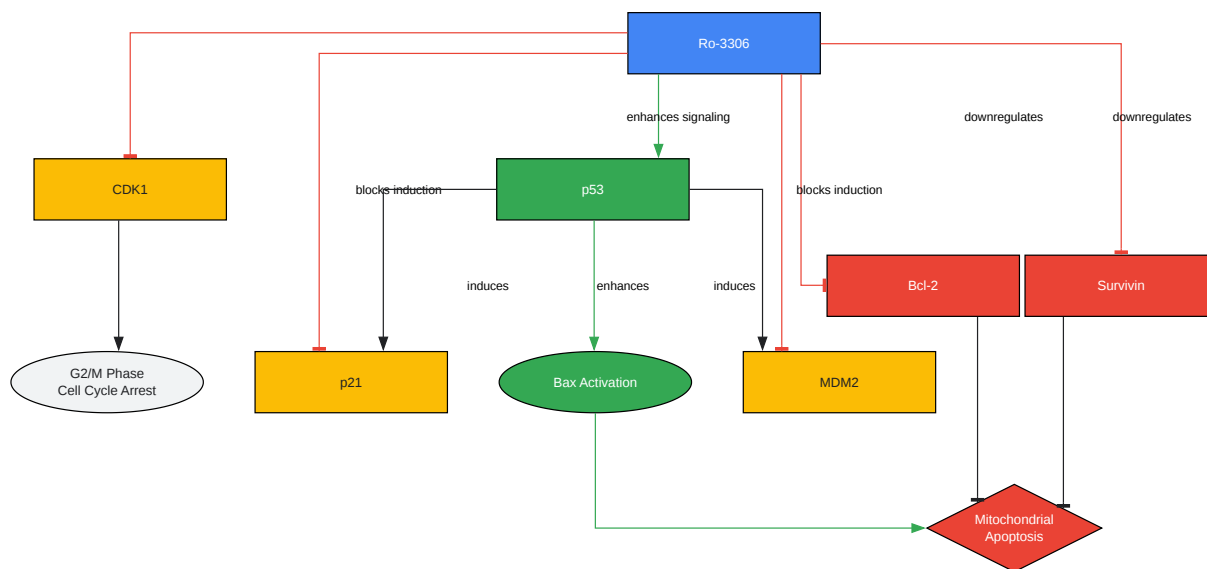 Ro-3306
enhances signaling
downregulates
downregulates
CDK1
blocks induction
p53
blocks induction
induces
enhances
induces
Bcl-2
Survivin
G2/M Phase
Cell Cycle Arrest
p21
Bax Activation
MDM2
Mitochondrial
Apoptosis